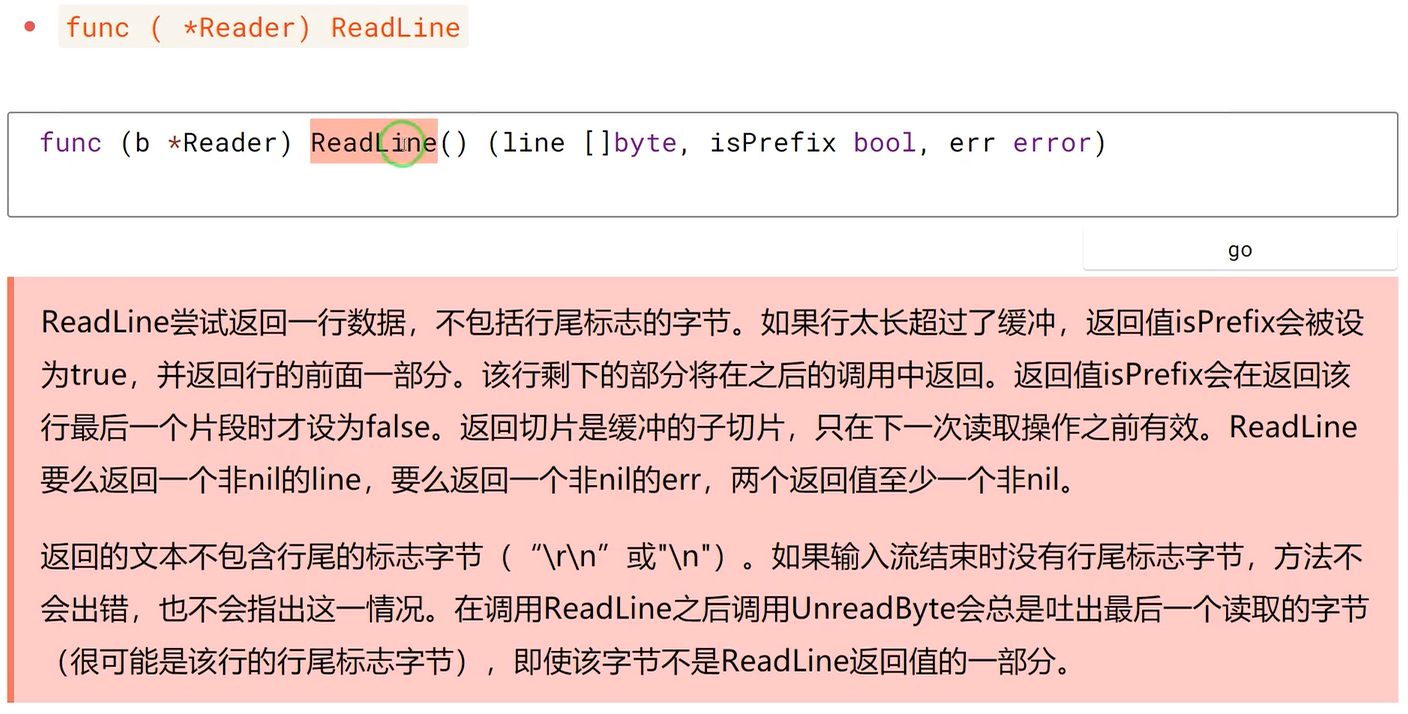 func ( *Reader) ReadLine
func (b *Reader) ReadLine() (line []byte, isPrefix bool, err error)
go
ReadLine尝试返回一行数据，不包括行尾标志的字节。如果行太长超过了缓冲，返回值isPrefix会被设
为true，并返回行的前面一部分。该行剩下的部分将在之后的调用中返回。返回值isPrefix会在返回该
行最后一个片段时才设为false。返回切片是缓冲的子切片，只在下一次读取操作之前有效。ReadLine
要么返回一个非nil的line，要么返回一个非nil的err，两个返回值至少一个非nil。
返回的文本不包含行尾的标志字节（“\r\n”或"\n"）。如果输入流结束时没有行尾标志字节，方法不
会出错，也不会指出这一情况。在调用ReadLine之后调用UnreadByte会总是吐出最后一个读取的字节
（很可能是该行的行尾标志字节），即使该字节不是ReadLine返回值的一部分。